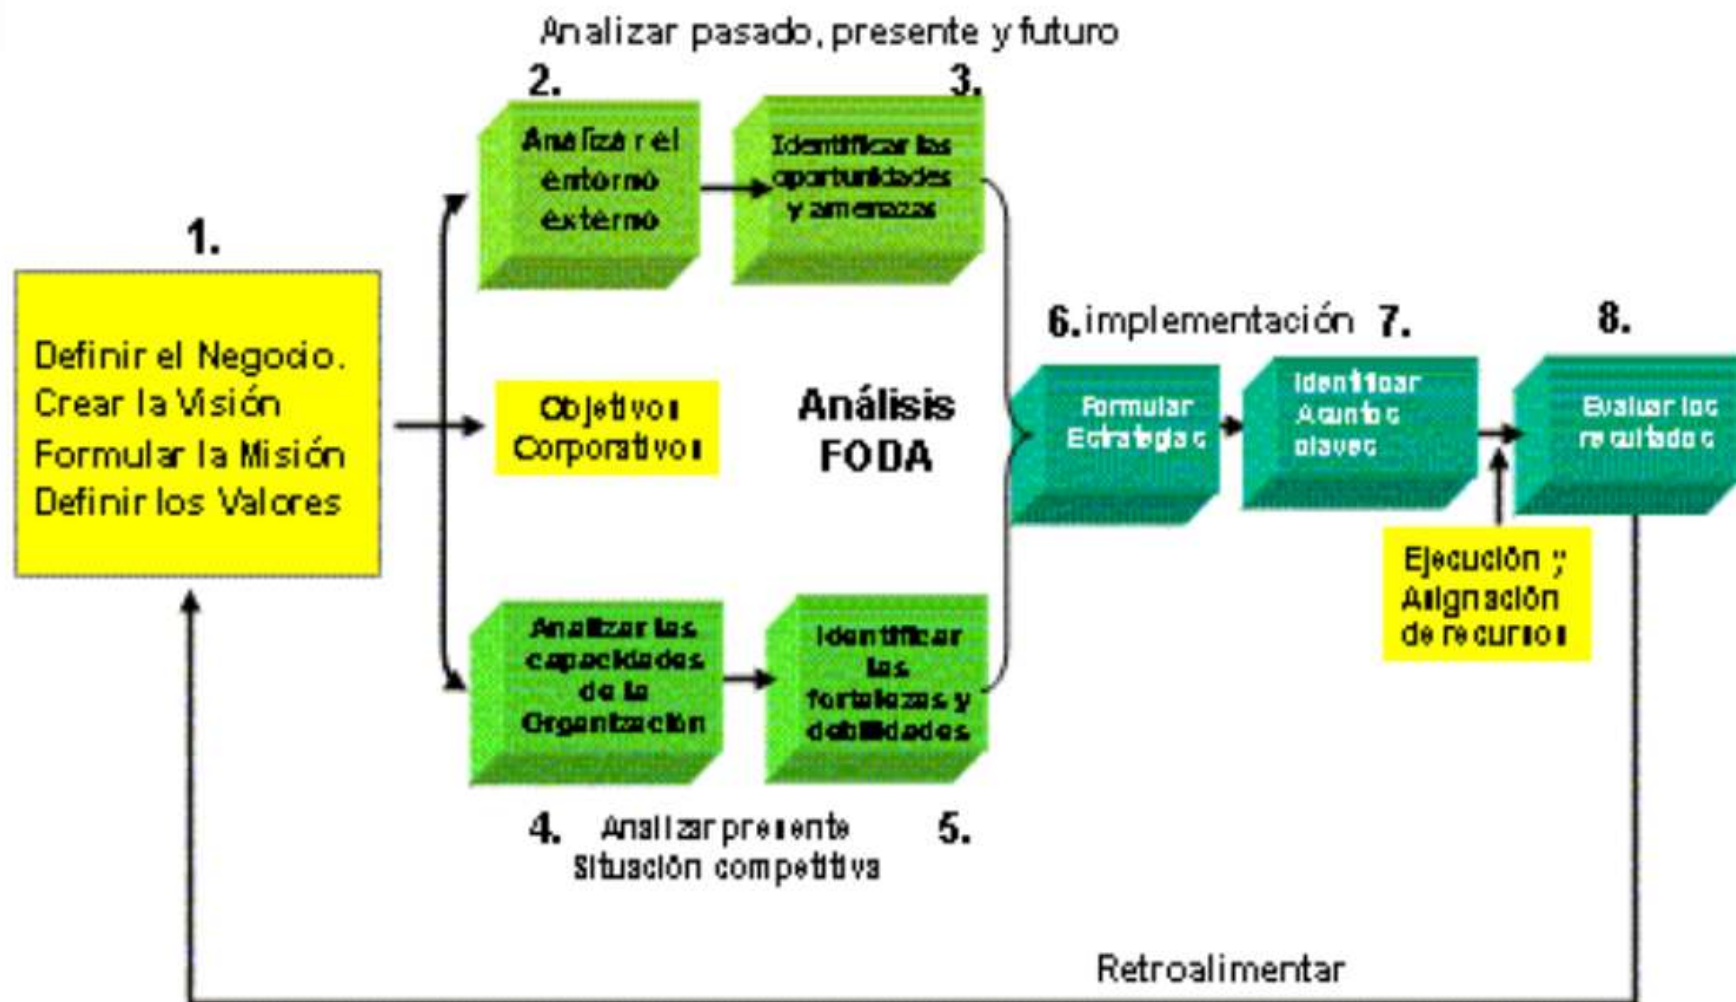 Analizar pasado, presente y futuro
2.
3.
Analizar el
entorno
externo
Identificar las
oportunidades
y amenazas
1.
Definir el Negocio.
Crear la Visión
Formular la Misión
Definir los Valores
Objetivos
Corporativos
Análisis
FODA
6. implementación
7.
8.
Formular
Estrategias
Identificar
Asuntos
claves
Evaluar los
resultados
Ejecución y
Asignación
de recursos
Analizar las
capacidades
de la
Organización
Identificar
las
fortalezas y
debilidades
4.
Analizar presente
Situación competitiva
5.
Retroalimentar